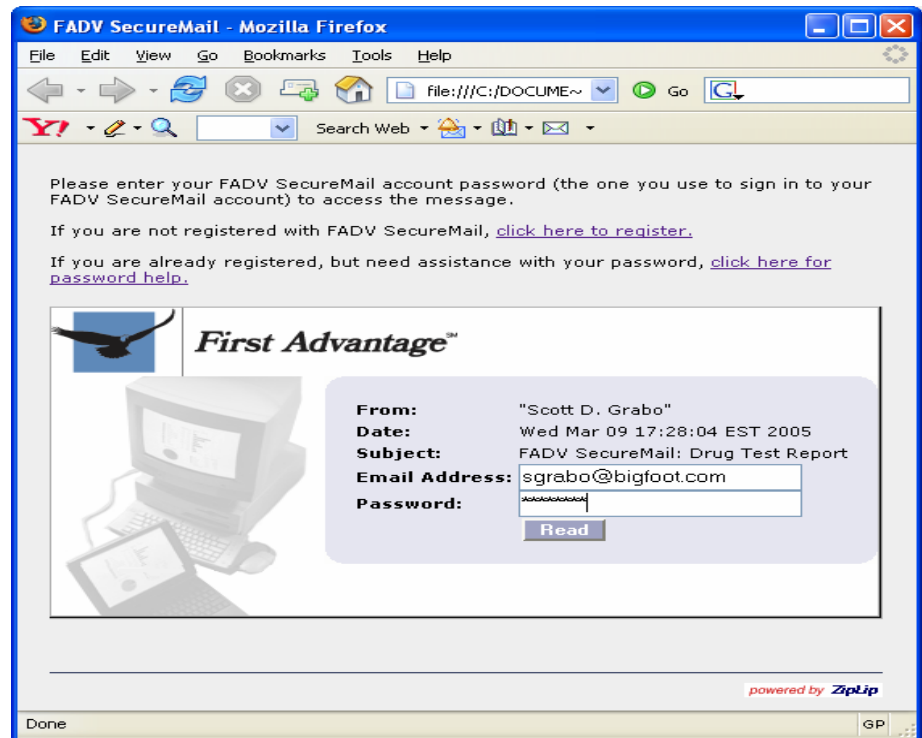 FADV SecureMail - Mozilla Firefox
File Edit View Go Bookmarks Tools Help
file:///C:/DOCUME~ Go G
Y! Search Web
Please enter your FADV SecureMail account password (the one you use to sign in to your
FADV SecureMail account) to access the message.
If you are not registered with FADV SecureMail, click here to register.
If you are already registered, but need assistance with your password, click here for
password help.
First Advantage℠
From: "Scott D. Grabo"
Date: Wed Mar 09 17:28:04 EST 2005
Subject: FADV SecureMail: Drug Test Report
Email Address: sgrabo@bigfoot.com
Password: *********
Read
powered by ZipLip
Done GP